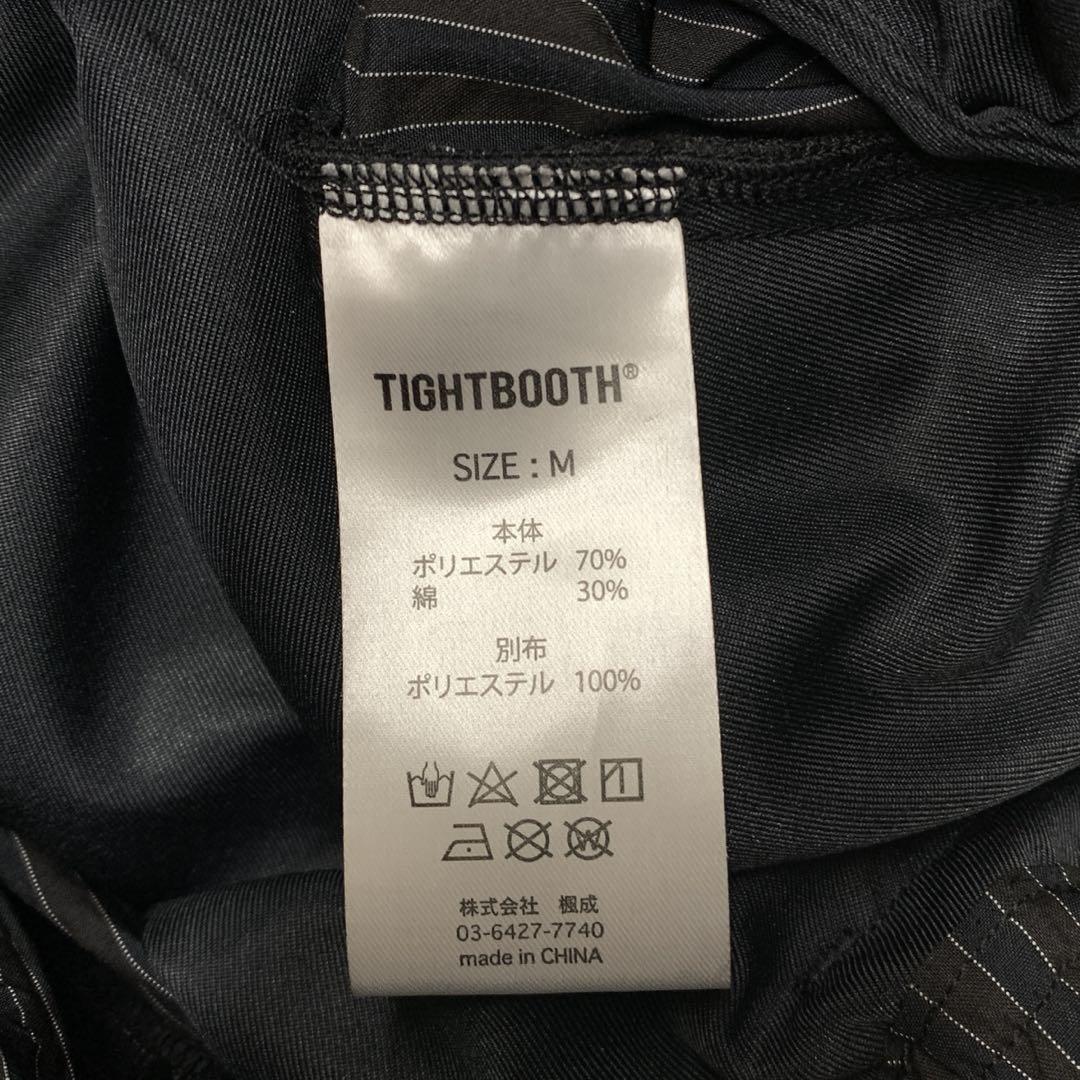 TIGHTBOOTH®
SIZE : M
本体
ポリエステル 70%
綿 30%
別布
ポリエステル 100%
W
株式会社 楓成
03-6427-7740
made in CHINA